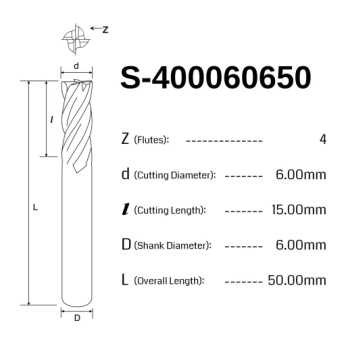 Z
d
S-400060650
l
L
D
Z (Flutes): ------------- 4
d (Cutting Diameter): ------- 6.00mm
l (Cutting Length): ------- 15.00mm
D (Shank Diameter): ------- 6.00mm
L (Overall Length): ------- 50.00mm